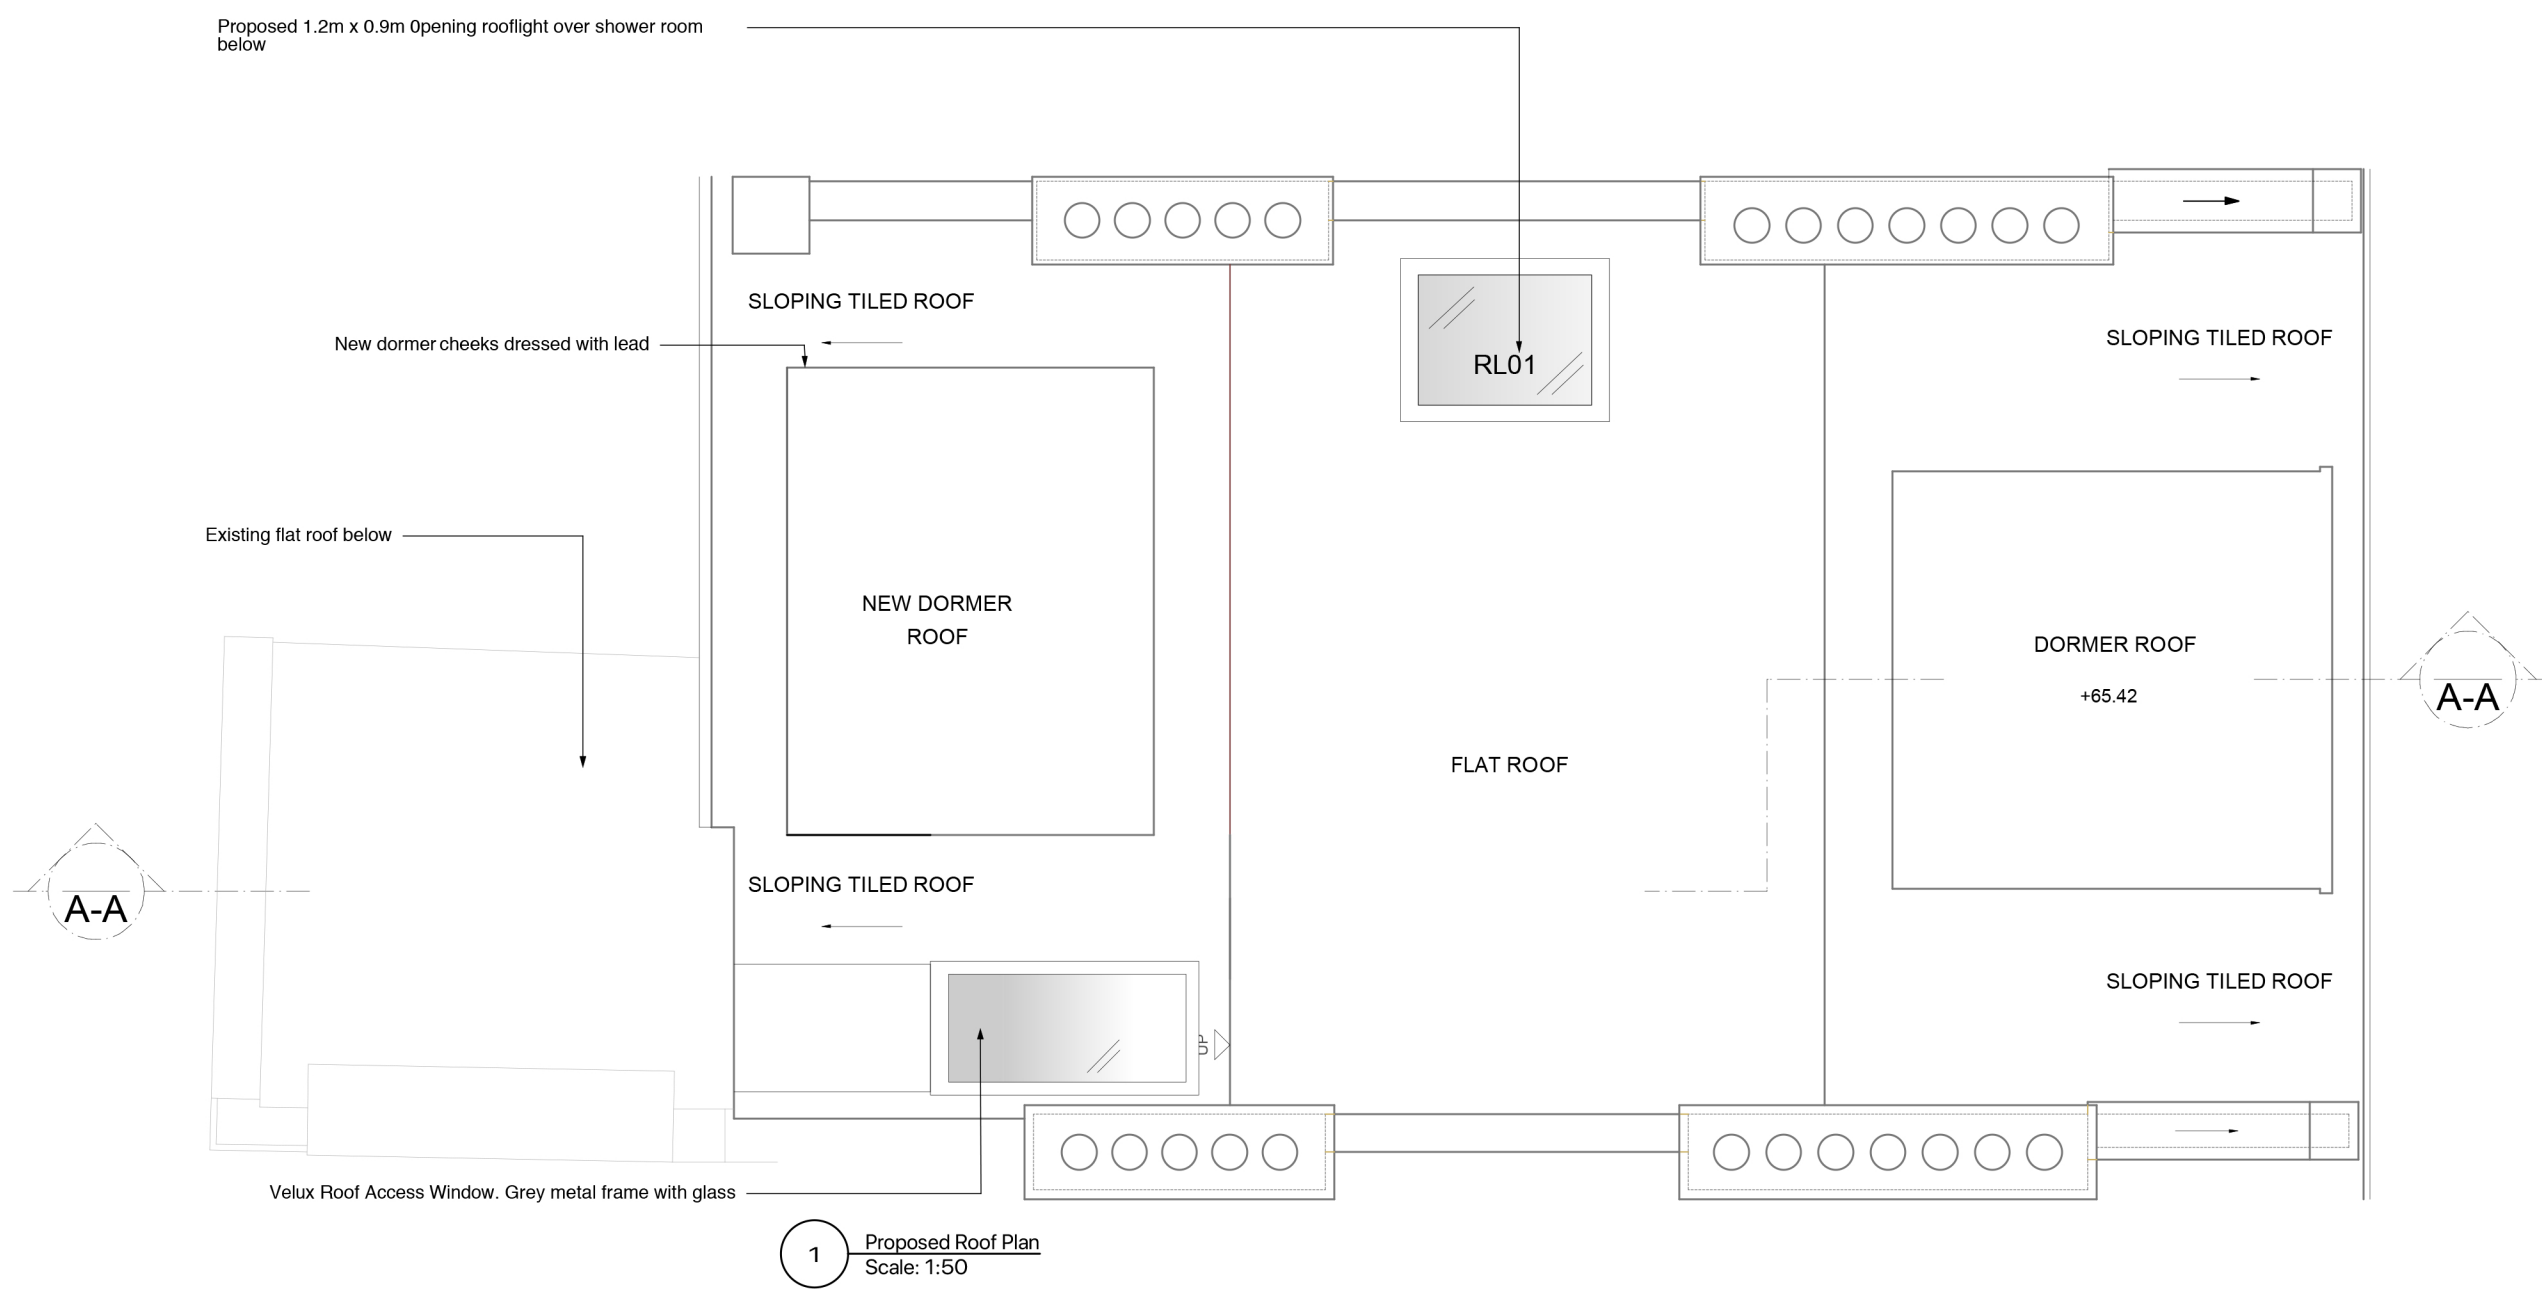 Proposed 1.2m x 0.9m 0pening rooflight over shower room
below
SLOPING TILED ROOF
New dormer cheeks dressed with lead
RL01
SLOPING TILED ROOF
Existing flat roof below
NEW DORMER
ROOF
DORMER ROOF
+65.42
A-A
FLAT ROOF
A-A
SLOPING TILED ROOF
SLOPING TILED ROOF
UP
Velux Roof Access Window. Grey metal frame with glass
1
Proposed Roof Plan
Scale: 1:50